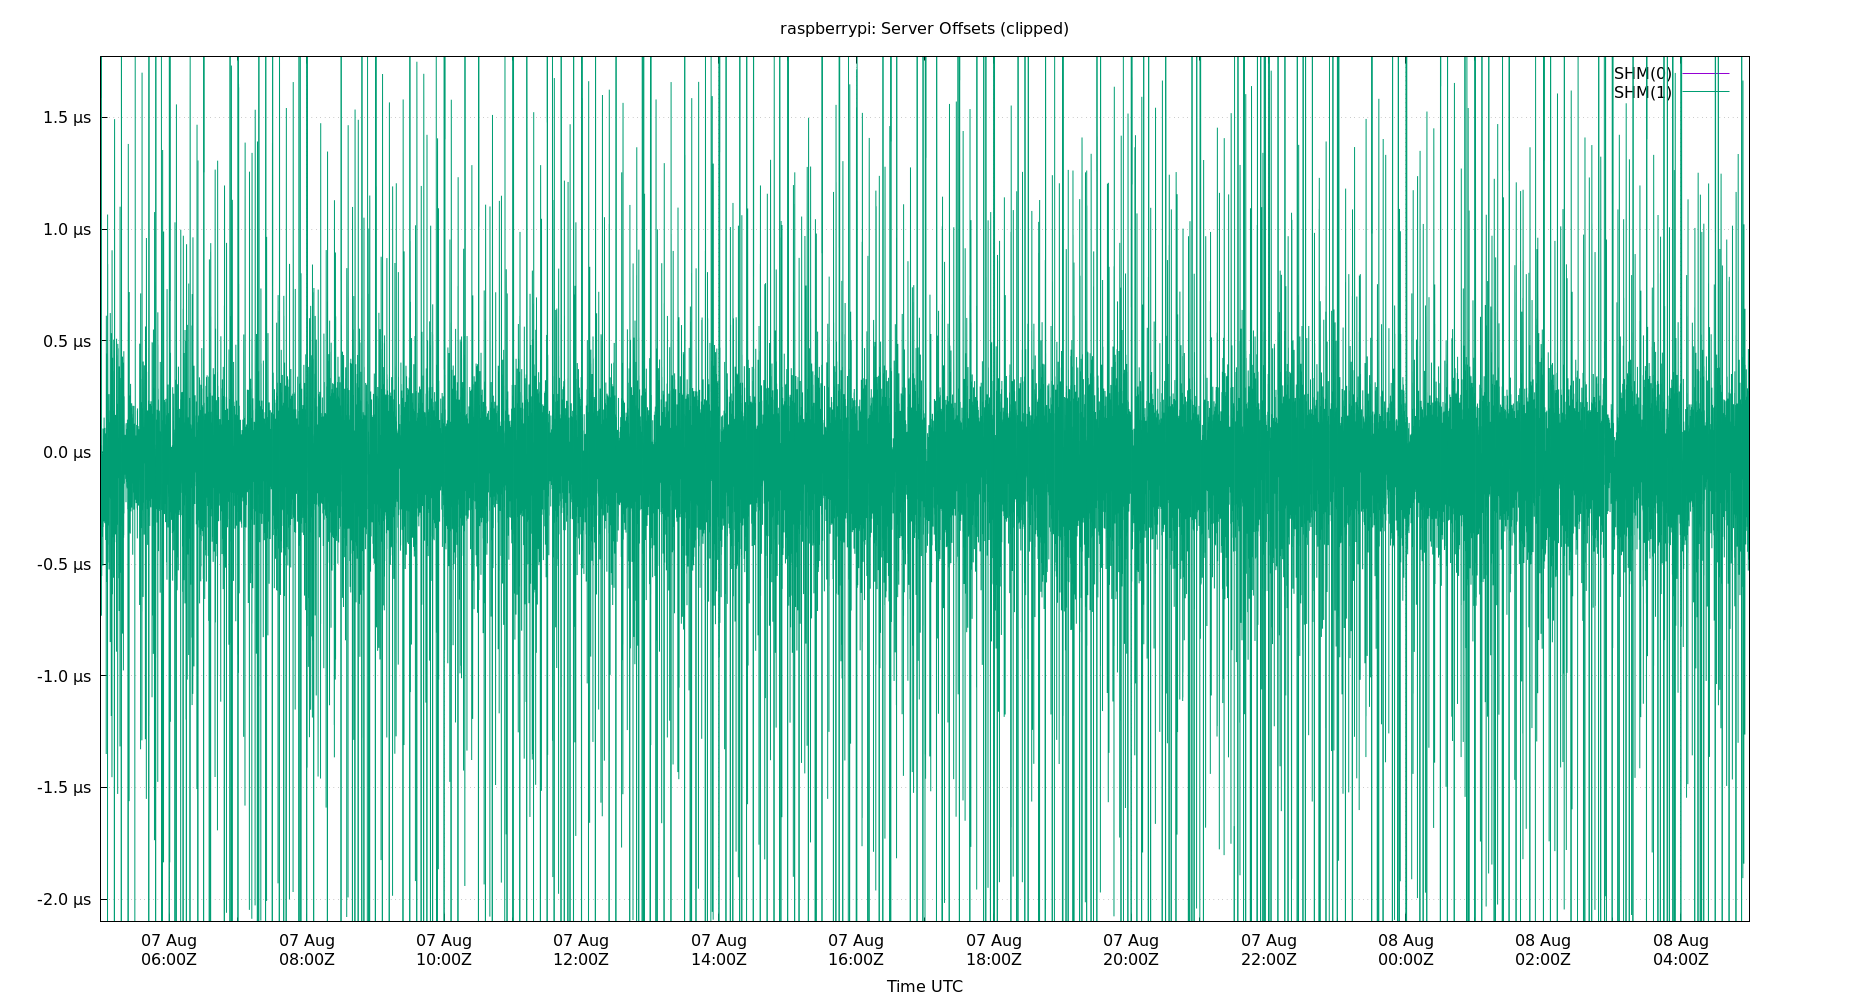 raspberrypi: Server Offsets (clipped)
SHM(0)
SHM(1)
1.5 µs
1.0 µs
0.5 µs
0.0 µs
-0.5 µs
-1.0 µs
-1.5 µs
-2.0 µs
07 Aug 07 Aug 07 Aug 07 Aug 07 Aug 07 Aug 07 Aug 07 Aug 07 Aug 08 Aug 08 Aug 08 Aug
06:00Z 08:00Z 10:00Z 12:00Z 14:00Z 16:00Z 18:00Z 20:00Z 22:00Z 00:00Z 02:00Z 04:00Z
Time UTC